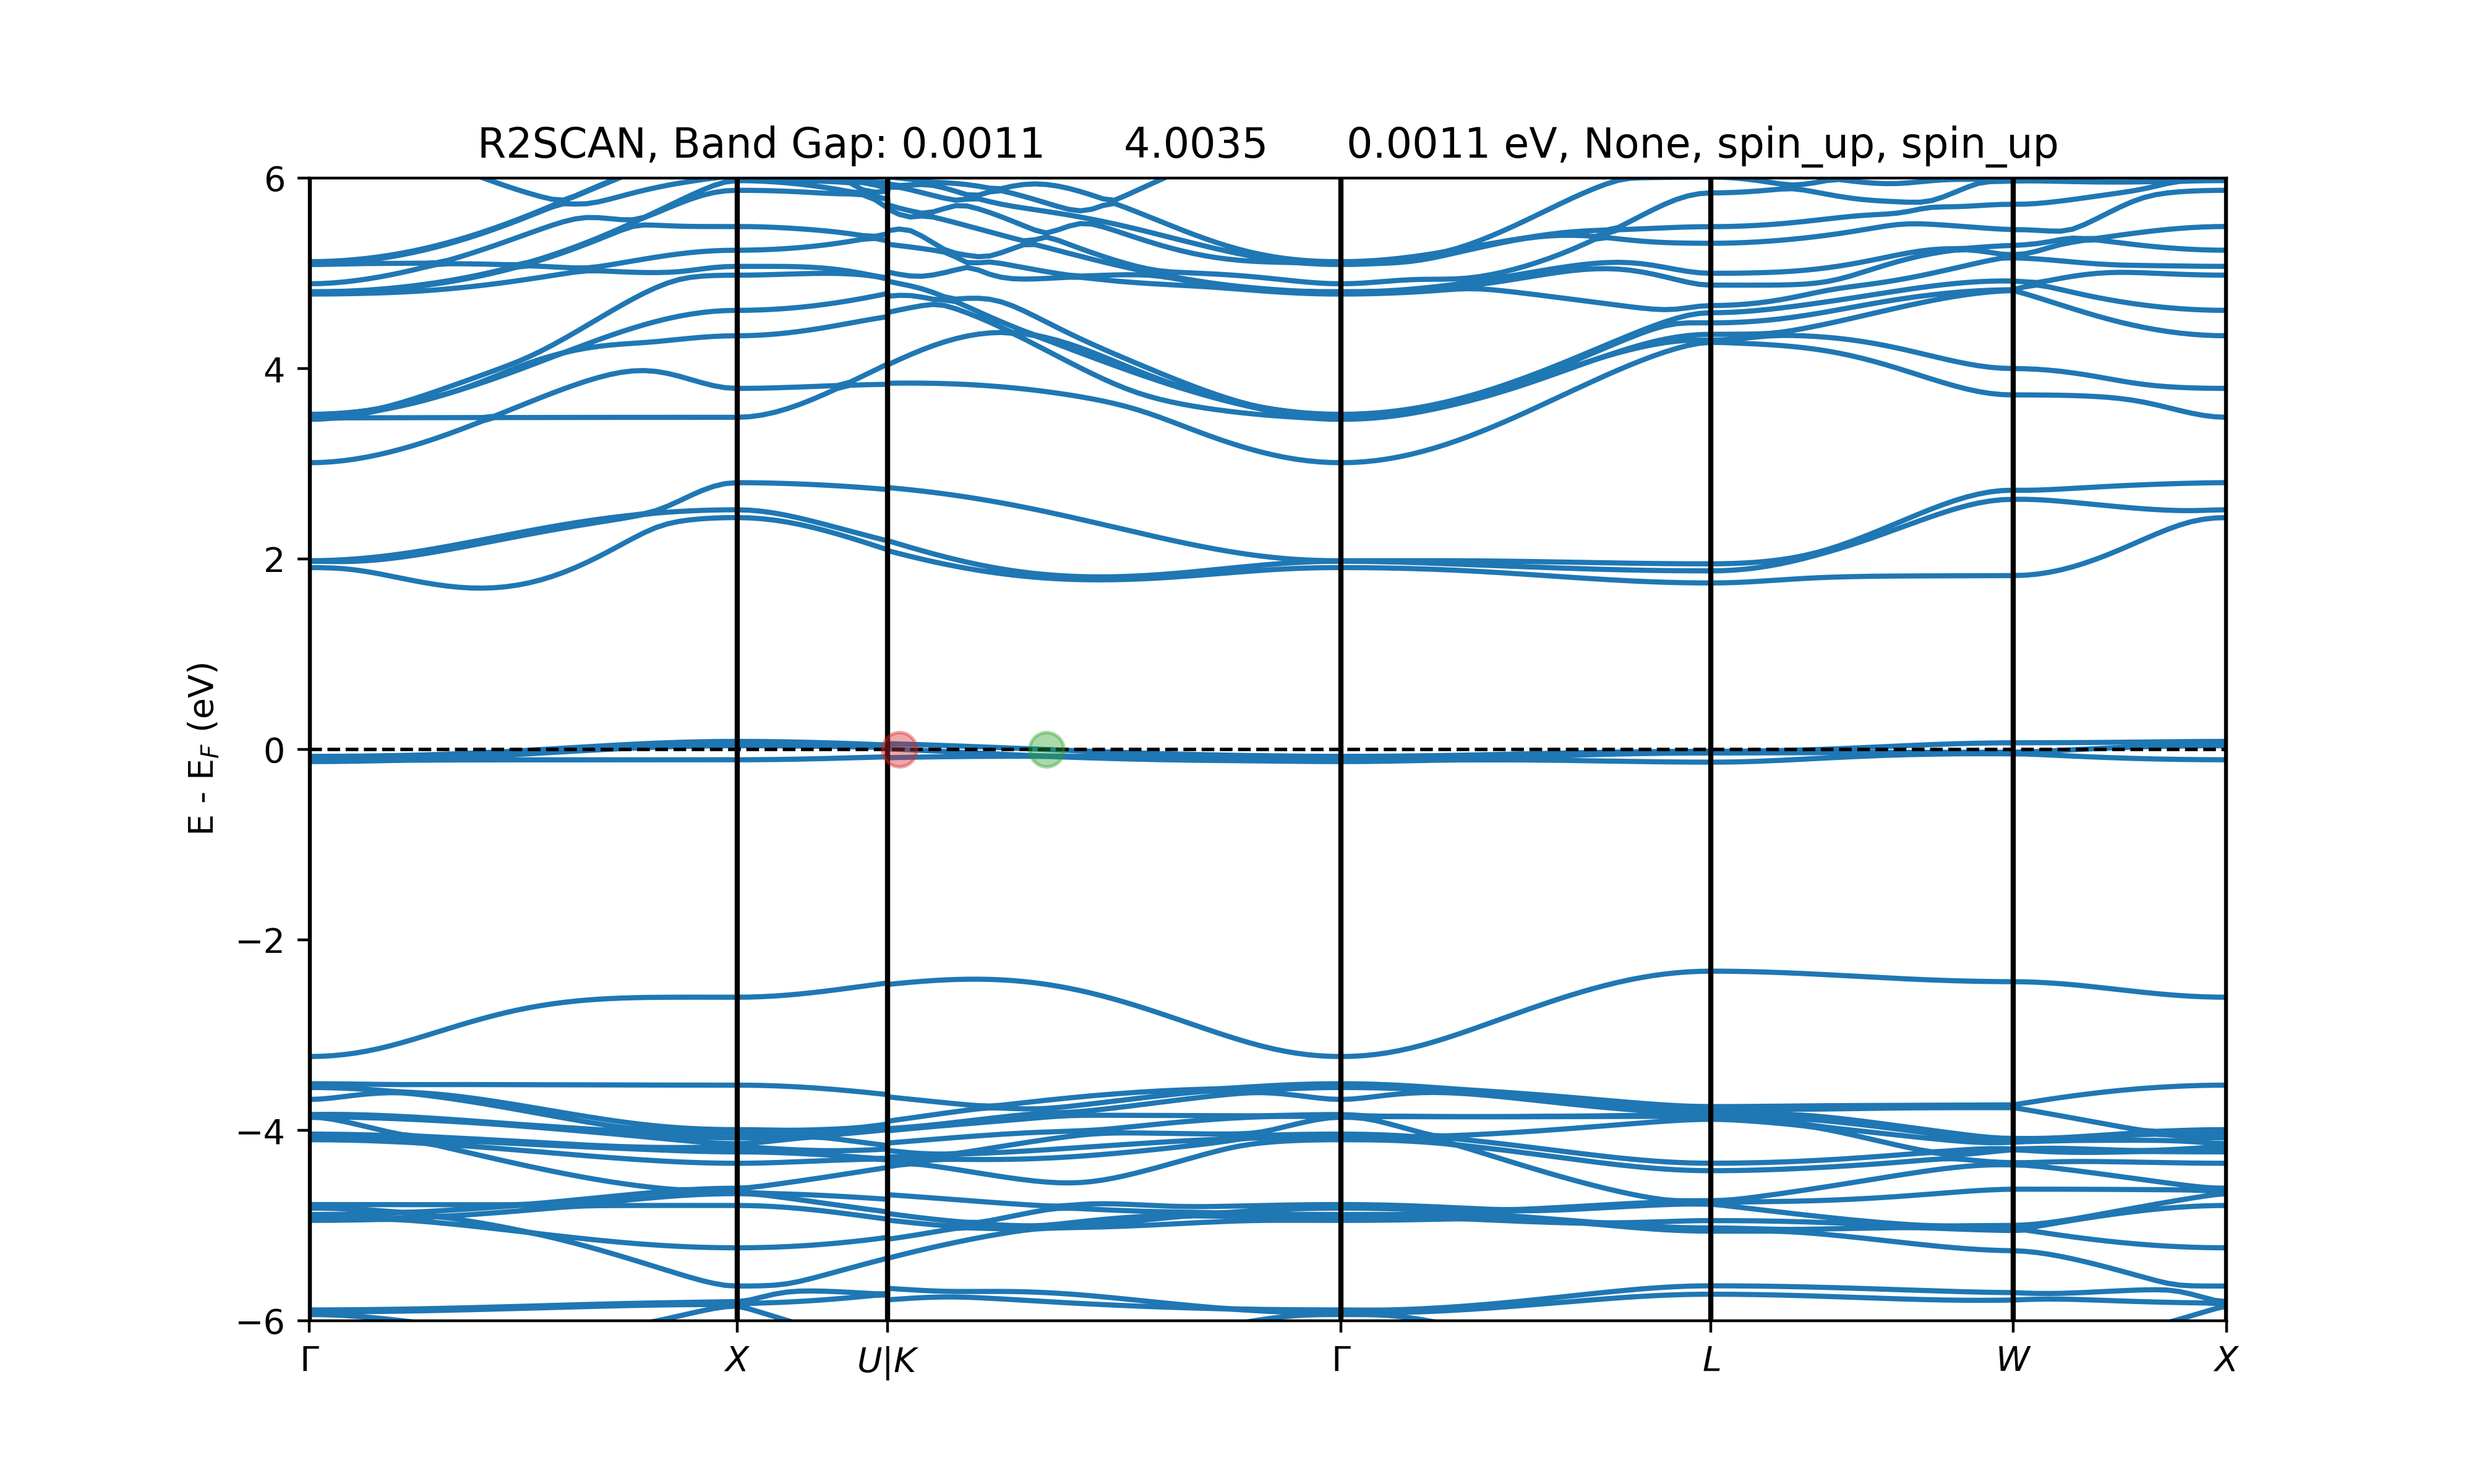 R2SCAN, Band Gap: 0.0011 4.0035 0.0011 eV, None, spin_up, spin_up
E - E_F (eV)
6
4
2
0
−2
−4
−6
Γ X U|K Γ L W X